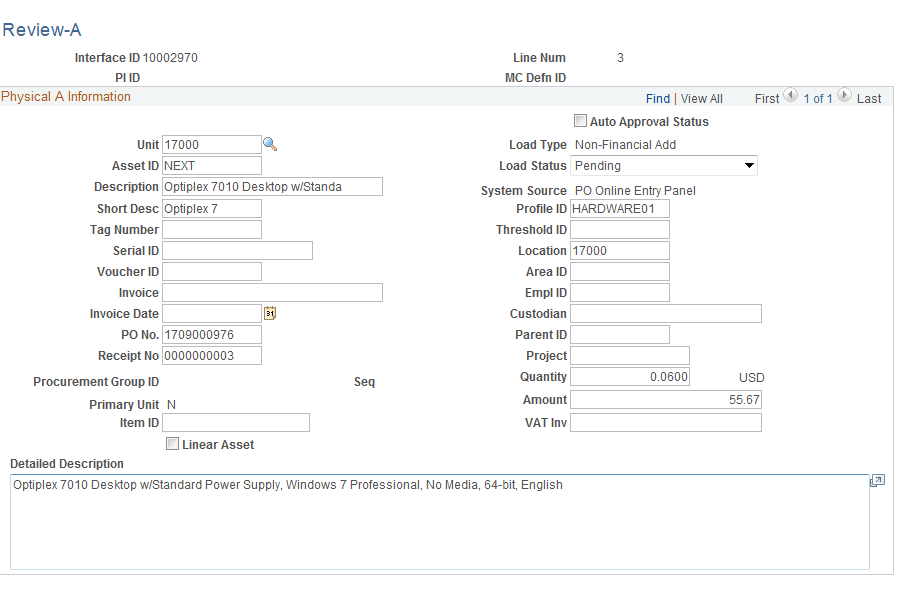 Review-A
Interface ID 10002970 Line Num 3
PI ID MC Defn ID
Physical A Information Find | View All First 1 of 1 Last
Auto Approval Status
Unit 17000 Load Type Non-Financial Add
Asset ID NEXT Load Status Pending
Description Optiplex 7010 Desktop w/Standa System Source PO Online Entry Panel
Short Desc Optiplex 7 Profile ID HARDWARE01
Tag Number Threshold ID
Serial ID Location 17000
Voucher ID Area ID
Invoice Empl ID
Invoice Date 31 Custodian
PO No. 1709000976 Parent ID
Receipt No 0000000003 Project
Procurement Group ID Seq Quantity 0.0600 USD
Primary Unit N Amount 55.67
Item ID VAT Inv
Linear Asset
Detailed Description
Optiplex 7010 Desktop w/Standard Power Supply, Windows 7 Professional, No Media, 64-bit, English